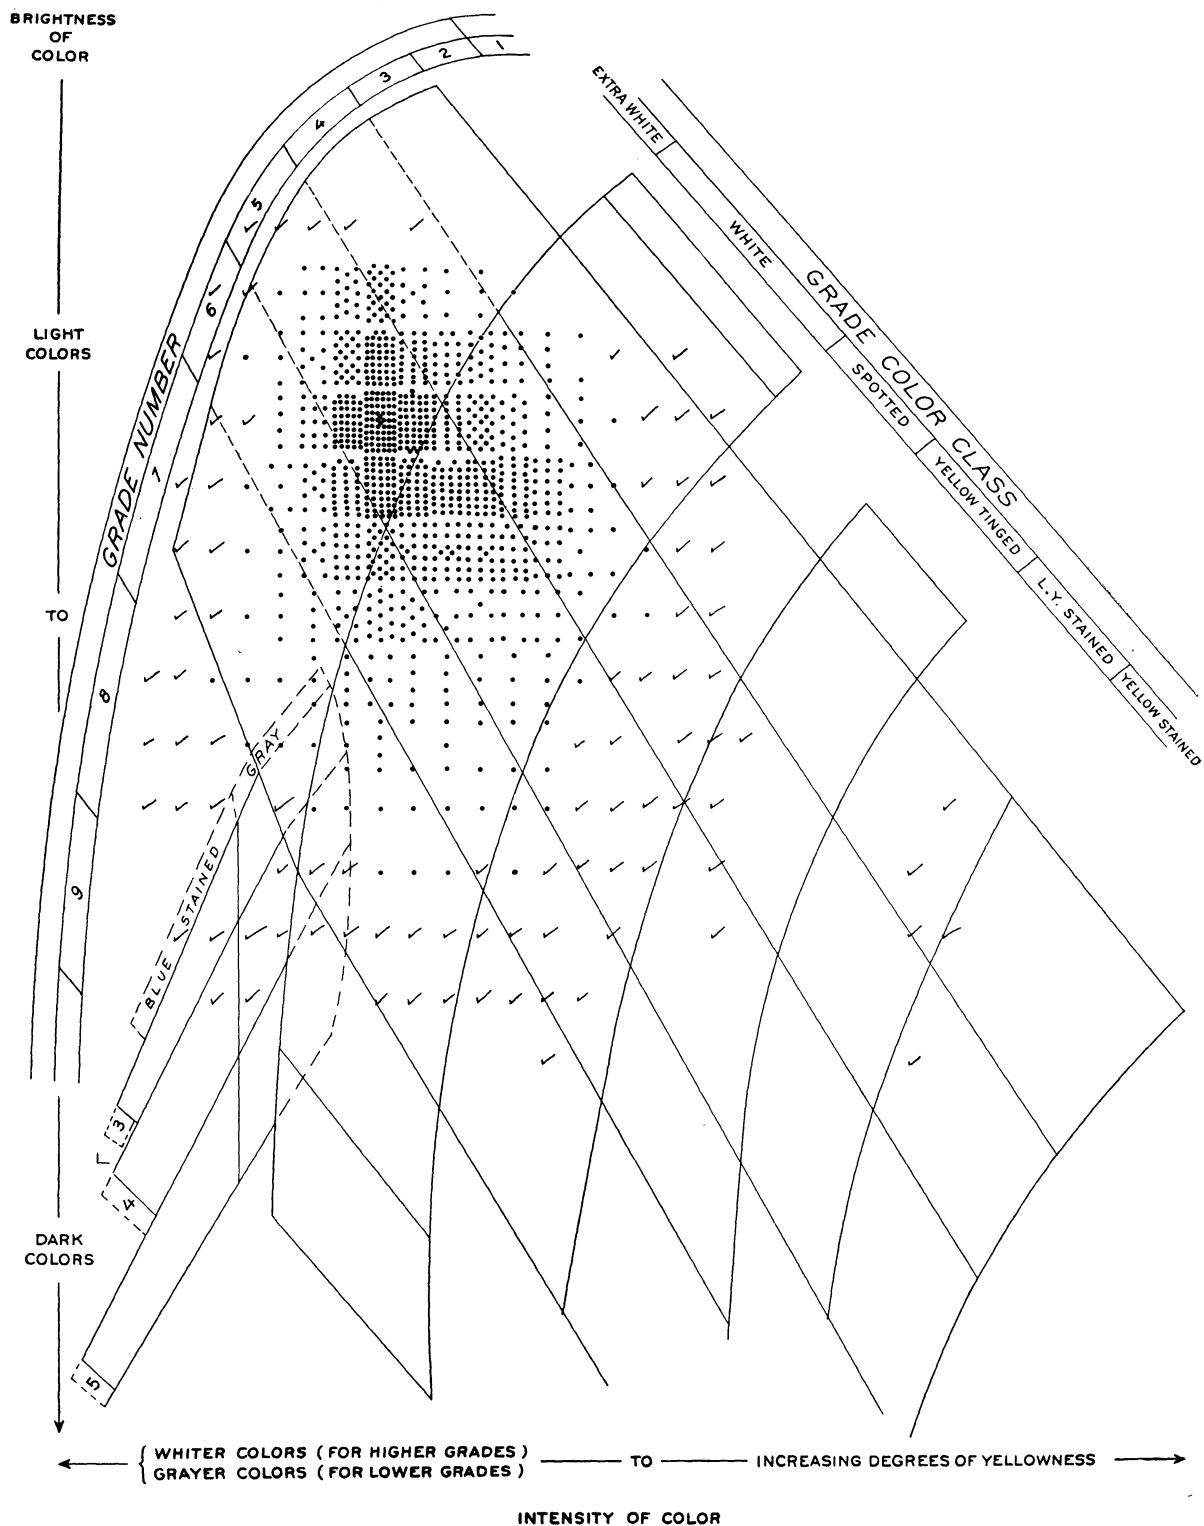 BRIGHTNESS
OF
COLOR
LIGHT
COLORS
TO
DARK
COLORS
GRADE NUMBER
1
2
3
4
5
6
7
8
9
GRADE COLOR CLASS
EXTRA WHITE
WHITE
SPOTTED
YELLOW TINGED
L.Y. STAINED
YELLOW STAINED
GRAY
BLUE STAINED
3
4
5
WHITER COLORS (FOR HIGHER GRADES)
GRAYER COLORS (FOR LOWER GRADES)
TO
INCREASING DEGREES OF YELLOWNESS
INTENSITY OF COLOR